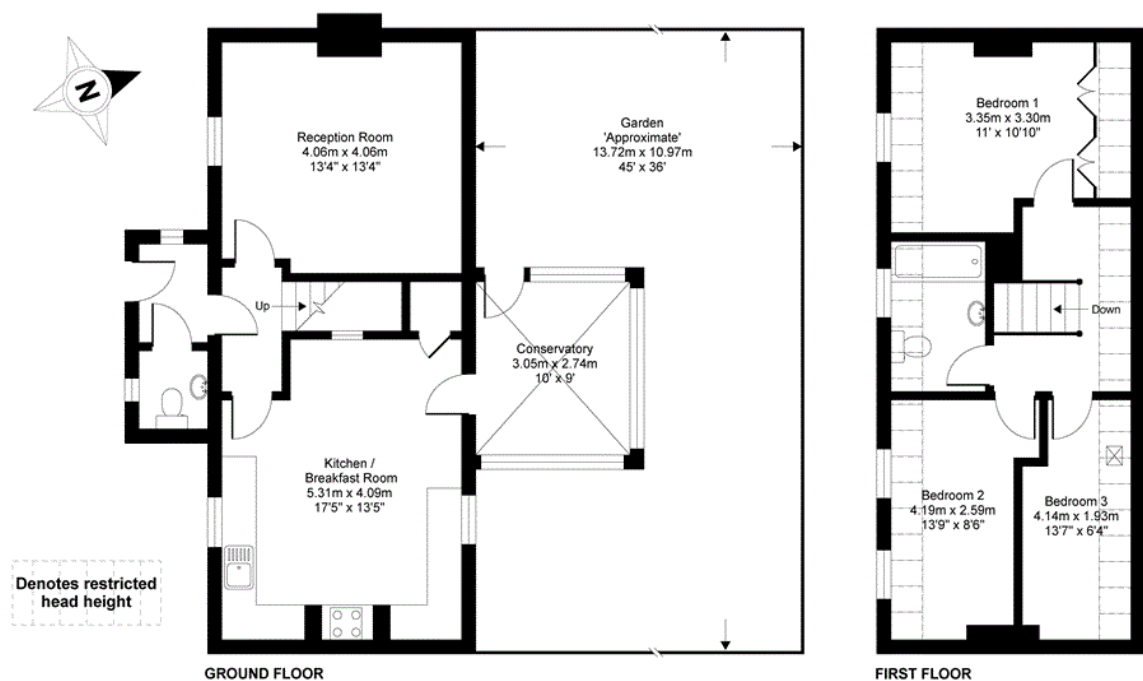 N
Reception Room
4.06m x 4.06m
13'4" x 13'4"
Garden
'Approximate'
13.72m x 10.97m
45' x 36'
Up
Conservatory
3.05m x 2.74m
10' x 9'
Kitchen /
Breakfast Room
5.31m x 4.09m
17'5" x 13'5"
Denotes restricted
head height
GROUND FLOOR
Bedroom 1
3.35m x 3.30m
11' x 10'10"
Down
Bedroom 2
4.19m x 2.59m
13'9" x 8'6"
Bedroom 3
4.14m x 1.93m
13'7" x 6'4"
FIRST FLOOR